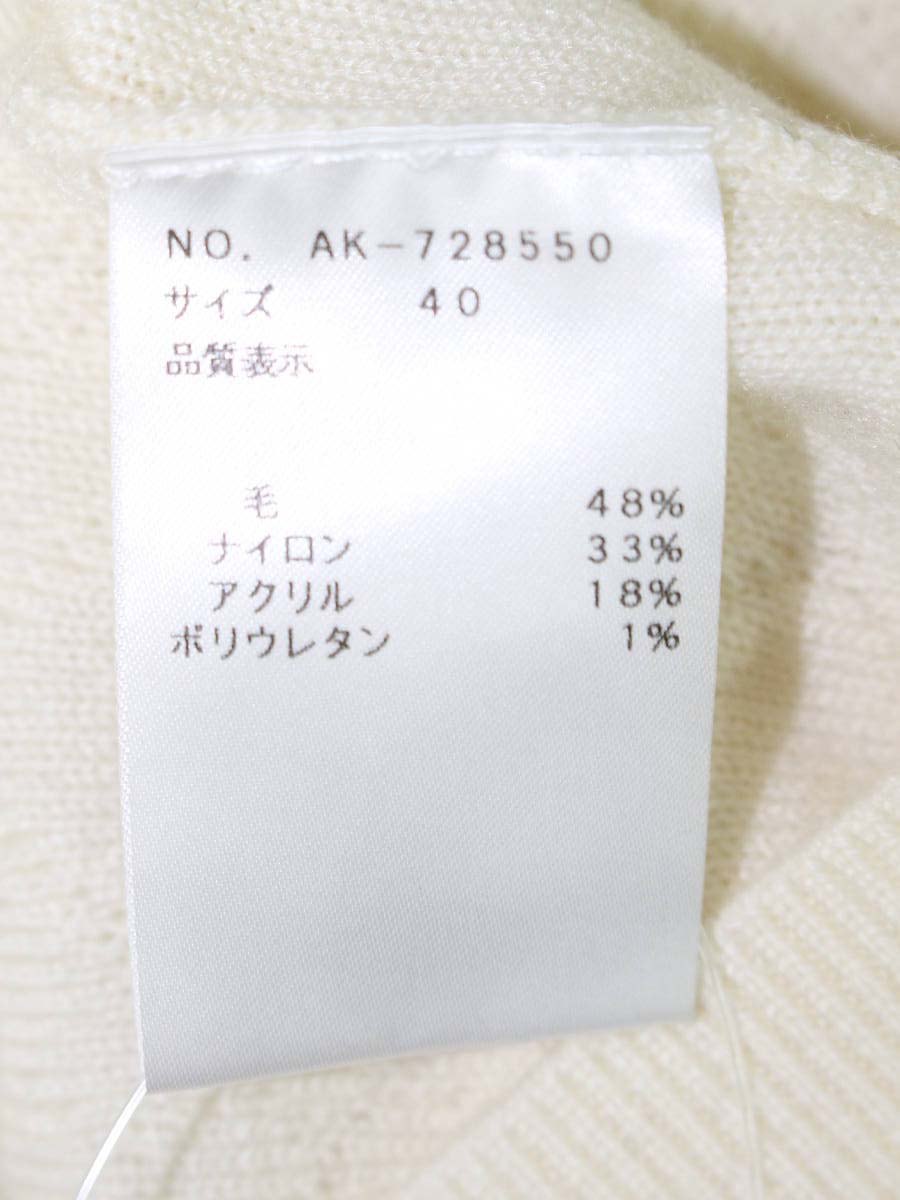 NO. AK-728550
サイズ 40
品質表示
毛 48%
ナイロン 33%
アクリル 18%
ポリウレタン 1%